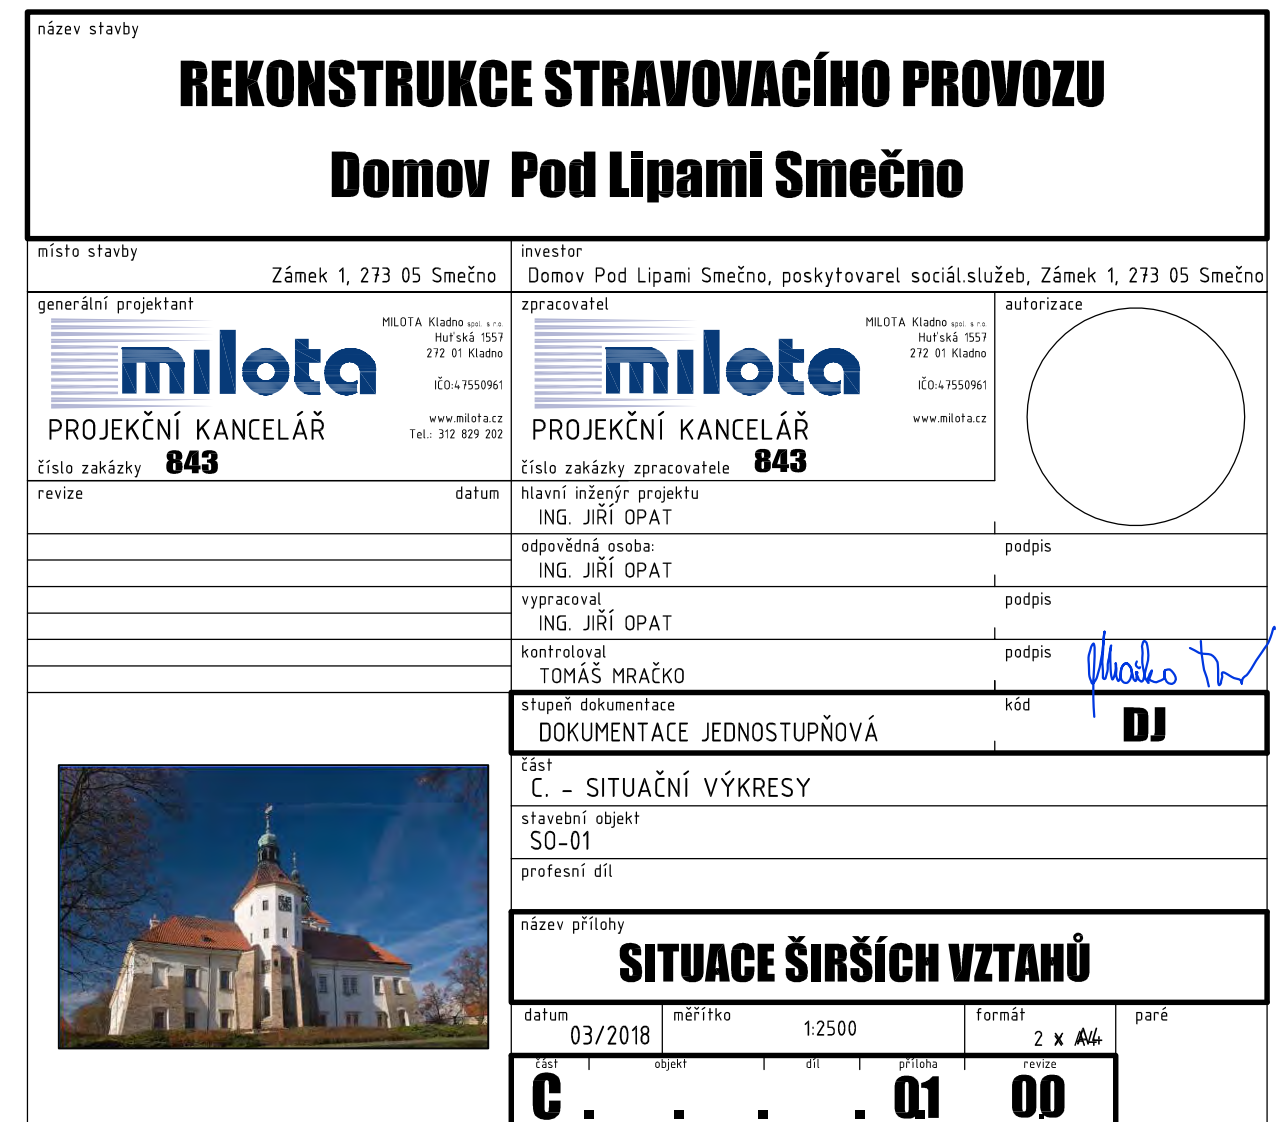 název stavby
REKONSTRUKCE STRAVOVACÍHO PROVOZU
Domov Pod Lipami Smečno
místo stavby
Zámek 1, 273 05 Smečno
investor
Domov Pod Lipami Smečno, poskytovarel sociál.služeb, Zámek 1, 273 05 Smečno
generální projektant
milota
PROJEKČNÍ KANCELÁŘ
MILOTA Kladno spol. s r.o.
Huťská 1557
272 01 Kladno
IČO:47550961
www.milota.cz
Tel.: 312 829 202
číslo zakázky 843
zpracovatel
milota
PROJEKČNÍ KANCELÁŘ
MILOTA Kladno spol. s r.o.
Huťská 1557
272 01 Kladno
IČO:47550961
www.milota.cz
číslo zakázky zpracovatele 843
autorizace
revize datum
hlavní inženýr projektu
ING. JIŘÍ OPAT
odpovědná osoba:
ING. JIŘÍ OPAT
podpis
vypracoval
ING. JIŘÍ OPAT
podpis
kontroloval
TOMÁŠ MRAČKO
podpis
stupeň dokumentace
DOKUMENTACE JEDNOSTUPŇOVÁ
kód
DJ
část
C. - SITUAČNÍ VÝKRESY
stavební objekt
SO-01
profesní díl
název přílohy
SITUACE ŠIRŠÍCH VZTAHŮ
datum
03/2018
měřítko
1:2500
formát
2 x A4
paré
část objekt díl příloha revize
C . . . . 01 00